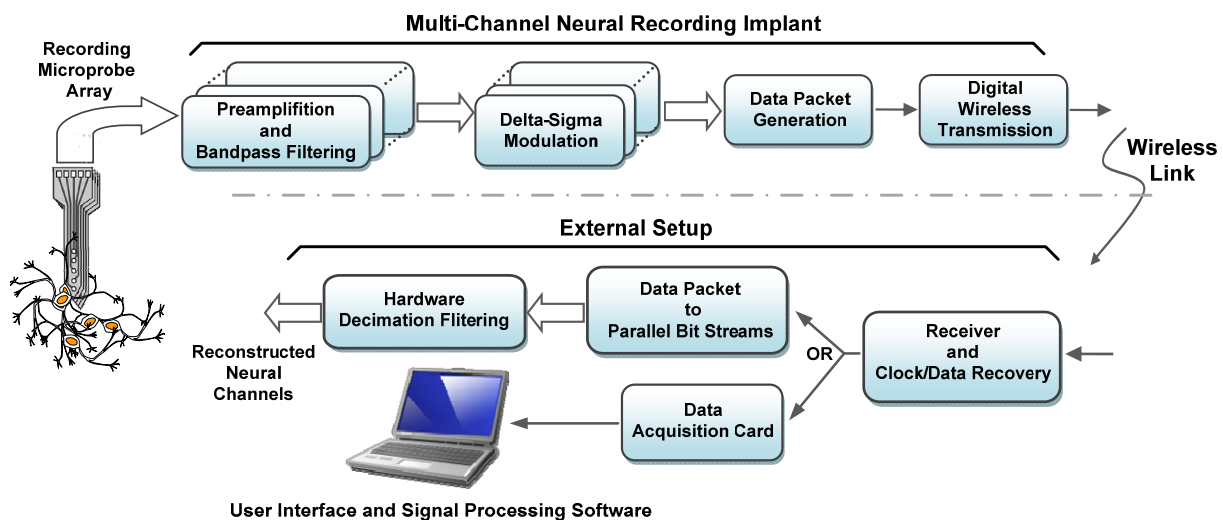 Multi-Channel Neural Recording Implant
Recording
Microprobe
Array
Preamplifition
and
Bandpass Filtering
Delta-Sigma
Modulation
Data Packet
Generation
Digital
Wireless
Transmission
Wireless
Link
External Setup
Hardware
Decimation Flitering
Data Packet
to
Parallel Bit Streams
Receiver
and
Clock/Data Recovery
OR
Reconstructed
Neural
Channels
Data
Acquisition Card
User Interface and Signal Processing Software